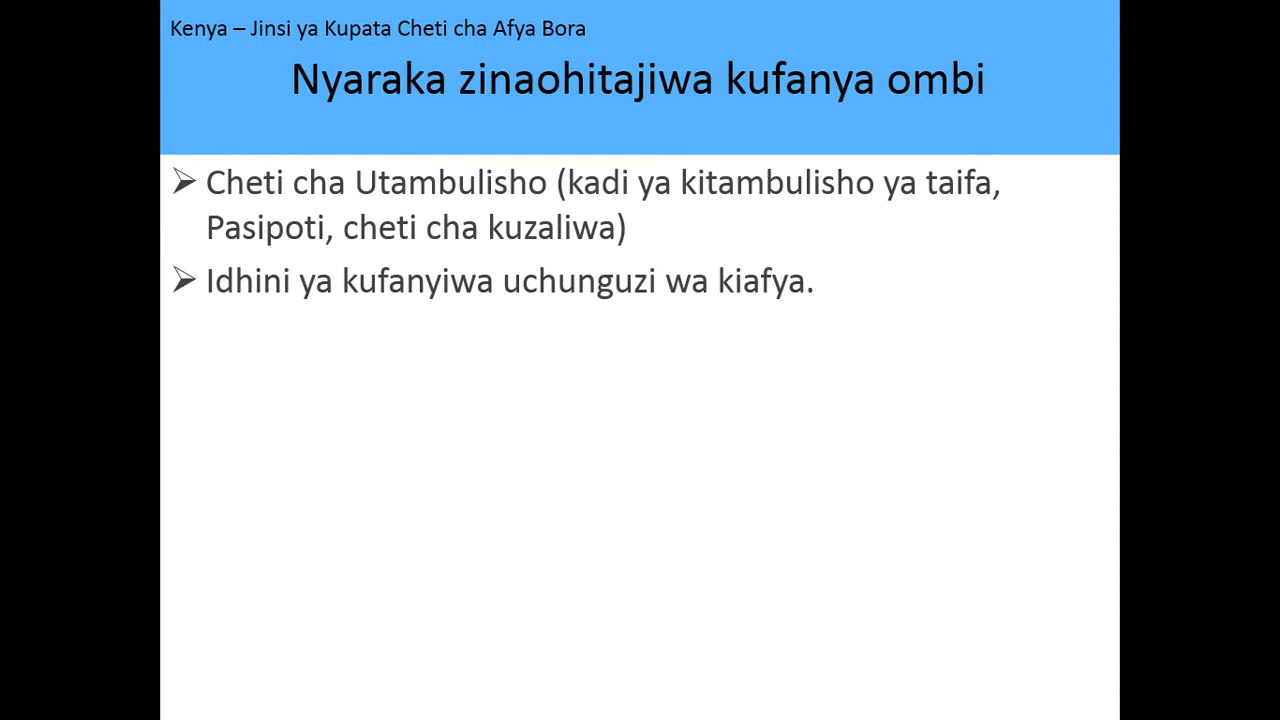 Kenya – Jinsi ya Kupata Cheti cha Afya Bora
Nyaraka zinaohitajiwa kufanya ombi
➢ Cheti cha Utambulisho (kadi ya kitambulisho ya taifa,
Pasipoti, cheti cha kuzaliwa)
➢ Idhini ya kufanyiwa uchunguzi wa kiafya.